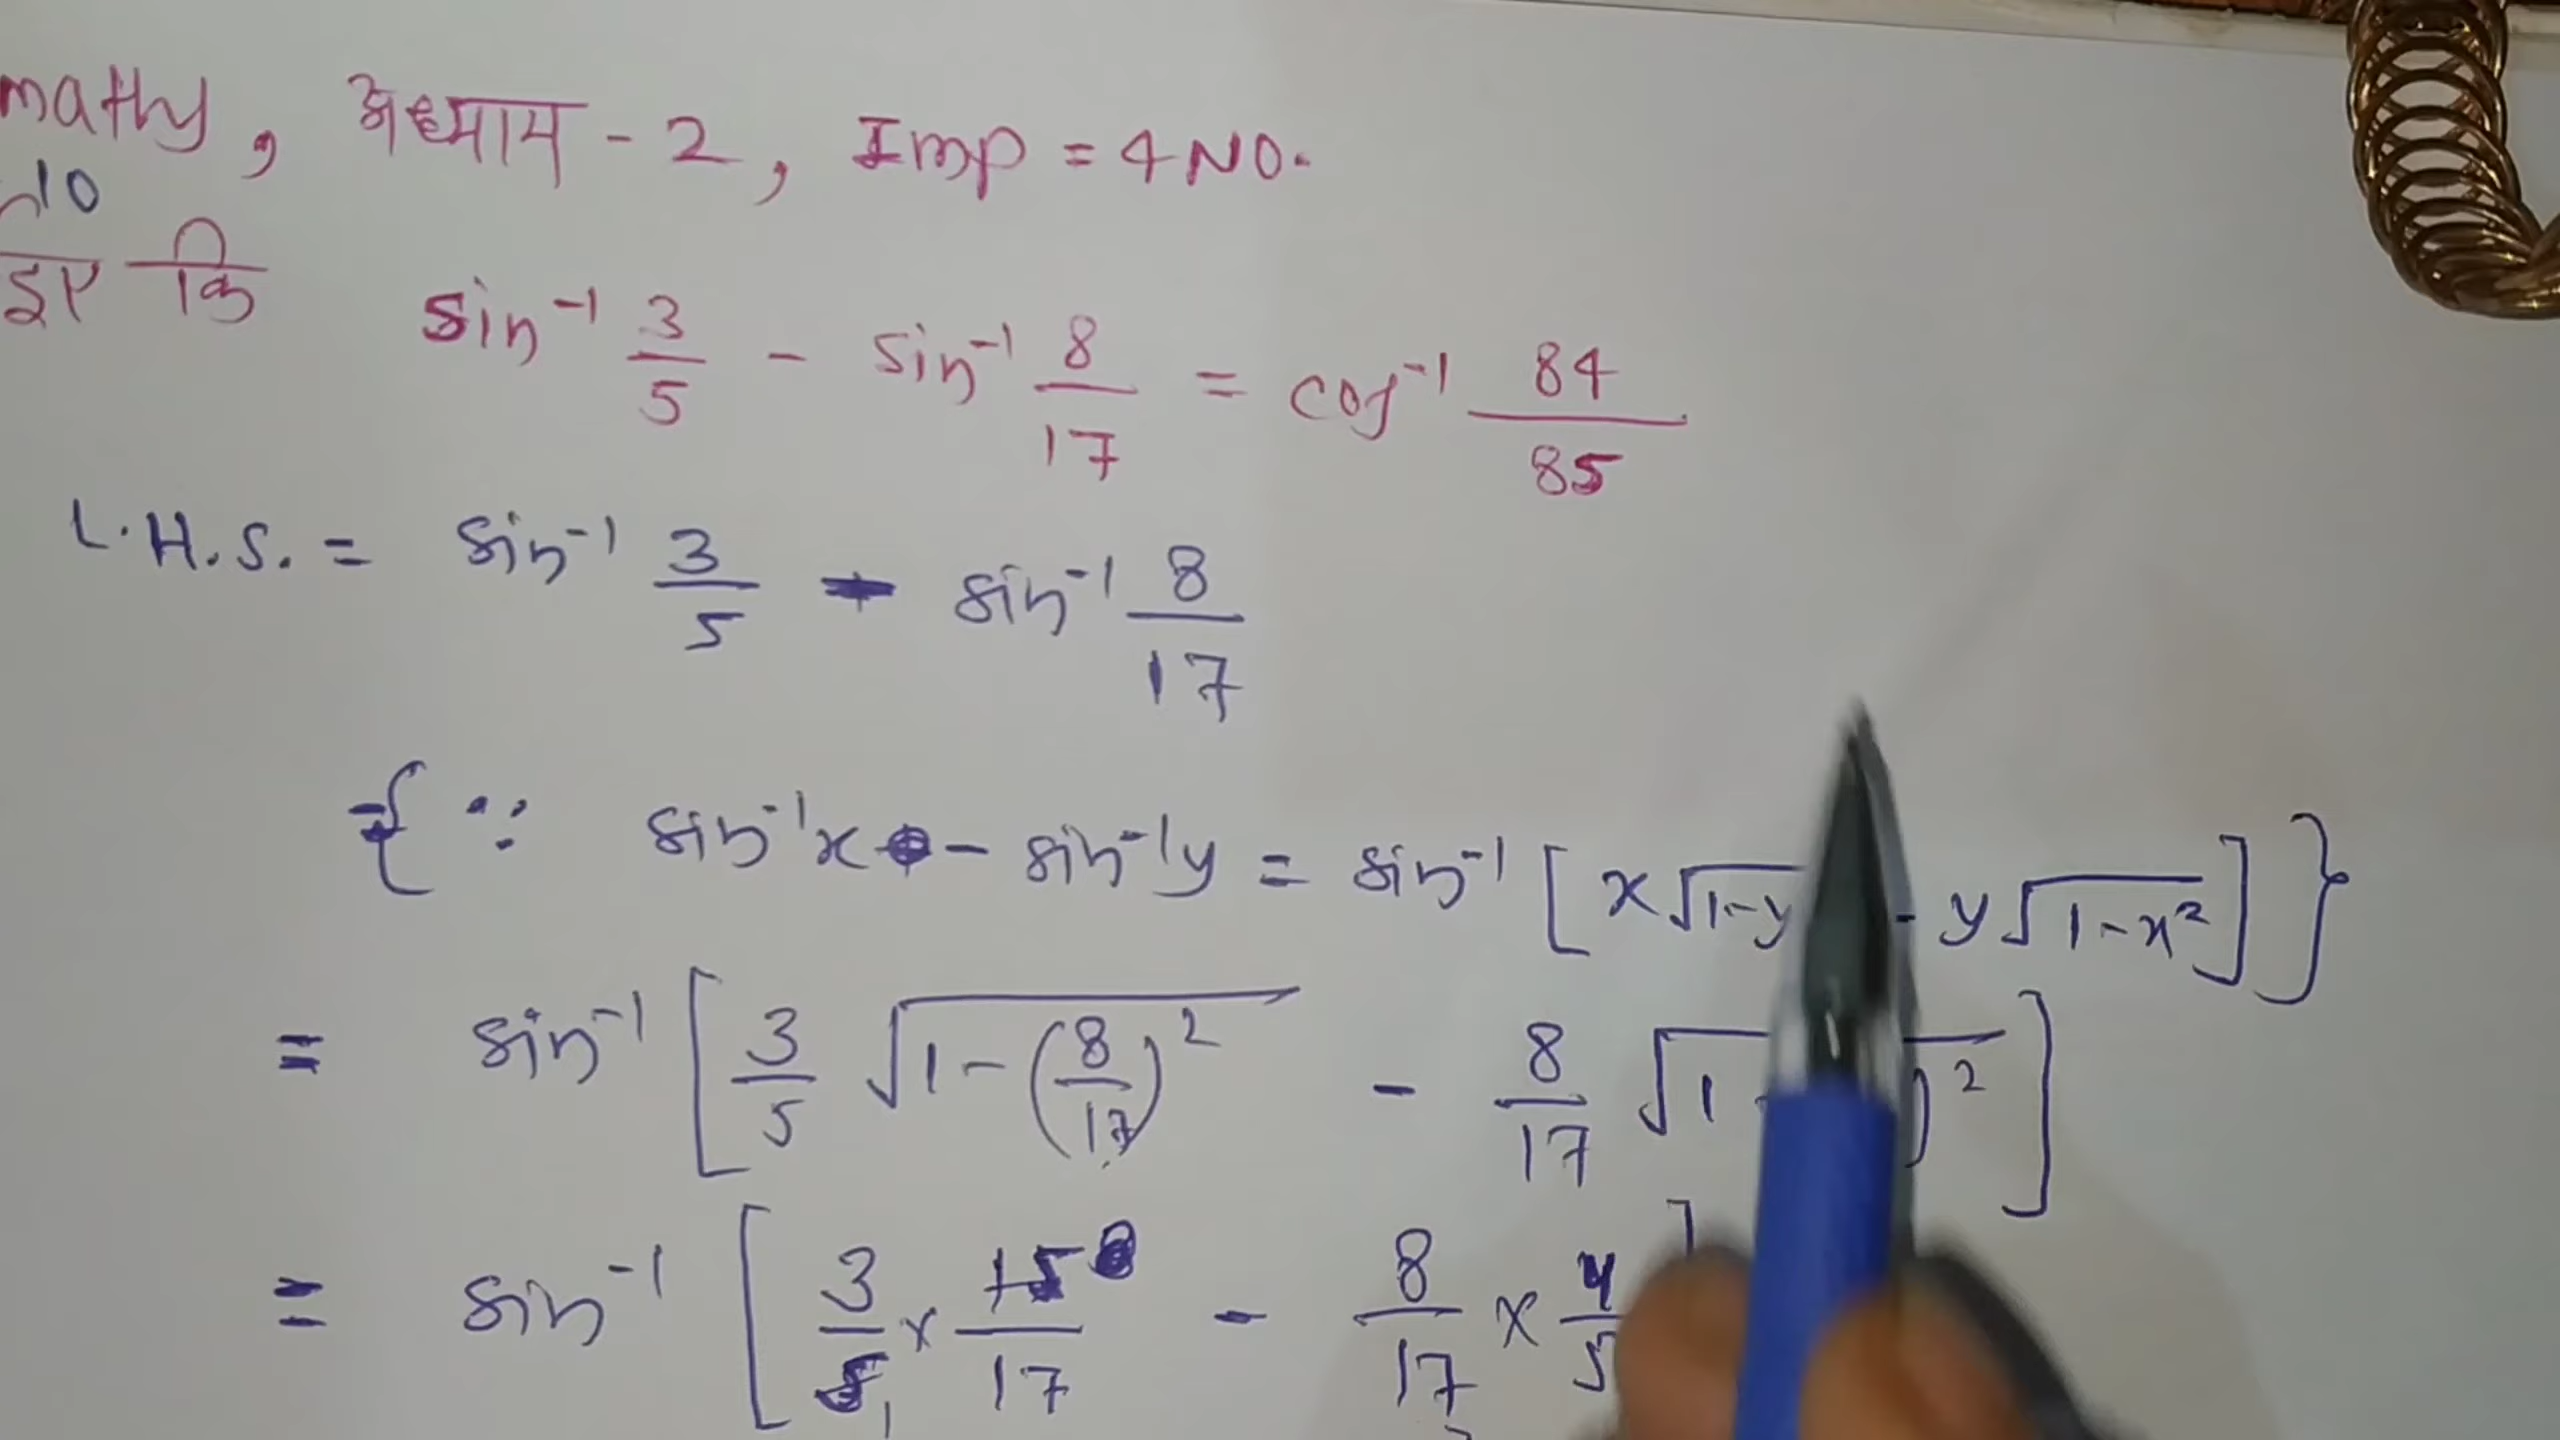 mathy, अध्याय - 2, Imp = 4 NO.
10
कि sin⁻¹ 3/5 - sin⁻¹ 8/17 = cos⁻¹ 84/85
L.H.S. = sin⁻¹ 3/5 - sin⁻¹ 8/17
{ ∵ sin⁻¹x - sin⁻¹y = sin⁻¹ [x√1-y - y√1-x²] }
= sin⁻¹ [ 3/5 √1-(8/17)² - 8/17 √1 )² ]
= sin⁻¹ [ 3/5 × 15/17 - 8/17 × 4/5 ]